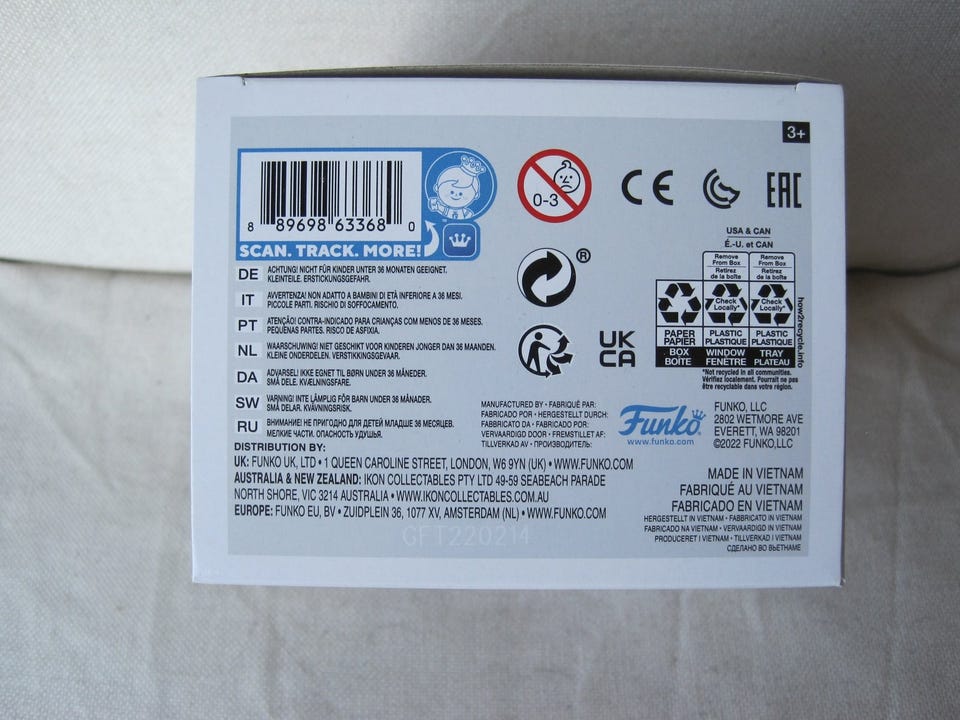 3+
8 89698 63368 0
SCAN. TRACK. MORE!
0-3
CE
EAC
DE ACHTUNG! NICHT FÜR KINDER UNTER 36 MONATEN GEEIGNET.
KLEINTEILE. ERSTICKUNGSGEFAHR.
IT AVVERTENZA! NON ADATTO A BAMBINI DI ETÀ INFERIORE A 36 MESI.
PICCOLE PARTI. RISCHIO DI SOFFOCAMENTO.
PT ATENÇÃO! CONTRA-INDICADO PARA CRIANÇAS COM MENOS DE 36 MESES.
PEQUENAS PARTES. RISCO DE ASFIXIA.
NL WAARSCHUWING! NIET GESCHIKT VOOR KINDEREN JONGER DAN 36 MAANDEN.
KLEINE ONDERDELEN. VERSTIKKINGSGEVAAR.
DA ADVARSEL! IKKE EGNET TIL BØRN UNDER 36 MÅNEDER.
SMÅ DELE. KVÆLNINGSFARE.
SW VARNING! INTE LÄMPLIG FÖR BARN UNDER 36 MÅNADER.
SMÅ DELAR. KVÄVNINGSRISK.
RU ВНИМАНИЕ! НЕ ПРИГОДНО ДЛЯ ДЕТЕЙ МЛАДШЕ 36 МЕСЯЦЕВ.
МЕЛКИЕ ЧАСТИ. ОПАСНОСТЬ УДУШЬЯ.
®
UK
CA
USA & CAN
É.-U. et CAN
Remove From Box
Retirez de la boîte
Remove From Box
Retirez de la boîte
Check Locally*
Check Locally*
PAPER PAPIER
PLASTIC PLASTIQUE
PLASTIC PLASTIQUE
BOX BOÎTE
WINDOW FENÊTRE
TRAY PLATEAU
how2recycle.info
*Not recycled in all communities.
Vérifiez localement. Pourrait ne pas
être recyclable dans votre région.
MANUFACTURED BY • FABRIQUÉ PAR:
FABRICADO POR • HERGESTELLT DURCH:
FABRICATO DA • FABRICADO POR:
VERVAARDIGD DOOR • FREMSTILLET AF:
TILLVERKAD AV • ПРОИЗВОДИТЕЛЬ:
Funko
www.funko.com
FUNKO, LLC
2802 WETMORE AVE
EVERETT, WA 98201
©2022 FUNKO,LLC
DISTRIBUTION BY:
UK: FUNKO UK, LTD • 1 QUEEN CAROLINE STREET, LONDON, W6 9YN (UK) • WWW.FUNKO.COM
AUSTRALIA & NEW ZEALAND: IKON COLLECTABLES PTY LTD 49-59 SEABEACH PARADE
NORTH SHORE, VIC 3214 AUSTRALIA • WWW.IKONCOLLECTABLES.COM.AU
EUROPE: FUNKO EU, BV • ZUIDPLEIN 36, 1077 XV, AMSTERDAM (NL) • WWW.FUNKO.COM
MADE IN VIETNAM
FABRIQUÉ AU VIETNAM
FABRICADO EN VIETNAM
HERGESTELLT IN VIETNAM • FABBRICATO IN VIETNAM
FABRICADO NA VIETNAM • VERVAARDIGD IN VIETNAM
PRODUCERET I VIETNAM • TILLVERKAD I VIETNAM
СДЕЛАНО ВО ВЬЕТНАМЕ